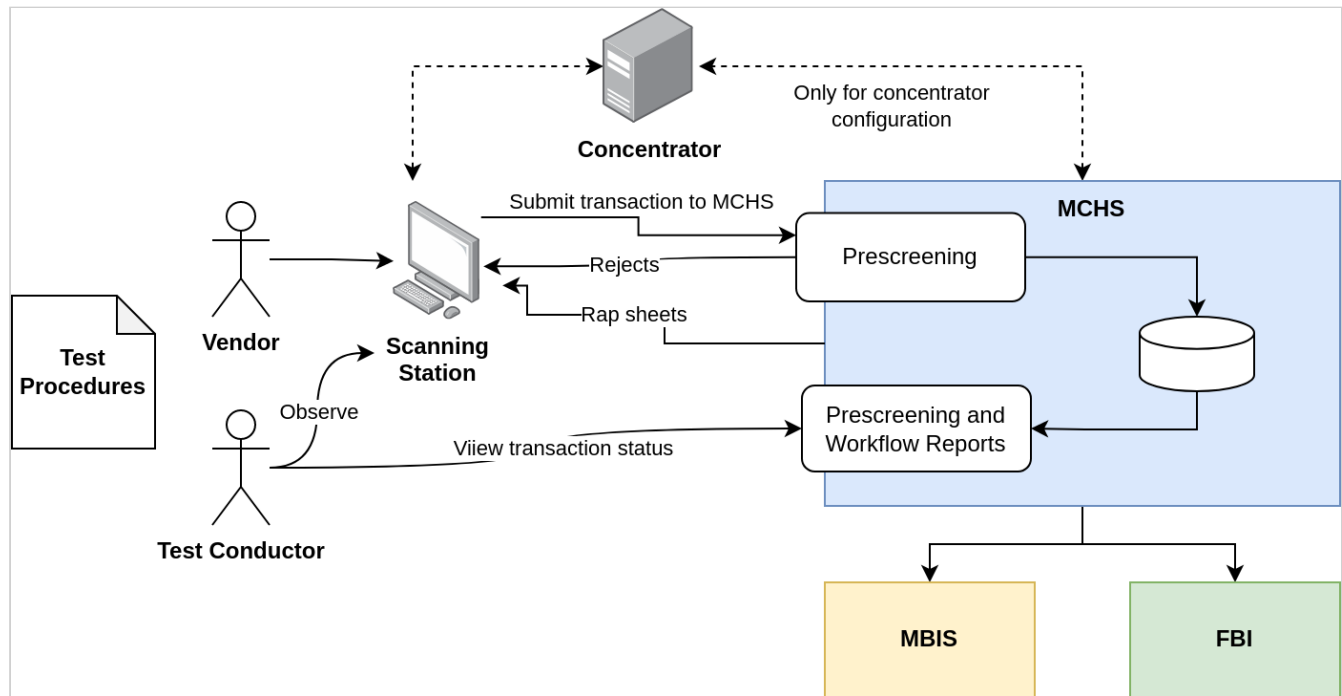 Only for concentrator
configuration
Concentrator
Submit transaction to MCHS
MCHS
Prescreening
Rejects
Rap sheets
Vendor
Scanning
Station
Test
Procedures
Observe
Viiew transaction status
Prescreening and
Workflow Reports
Test Conductor
MBIS
FBI